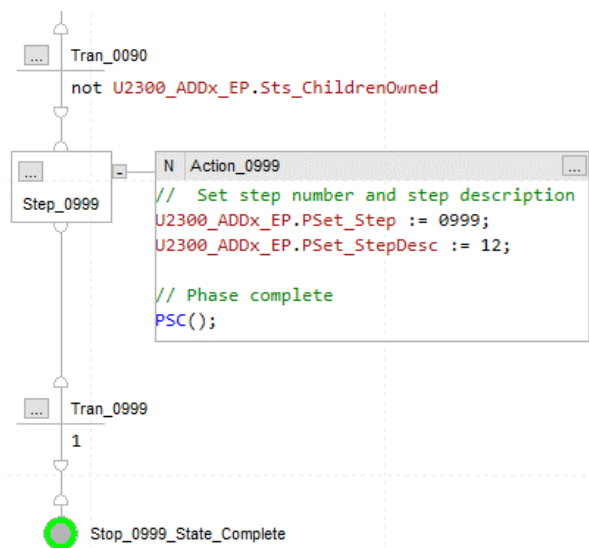 ... Tran_0090
not U2300_ADDx_EP.Sts_ChildrenOwned
... - N Action_0999 ...
Step_0999
// Set step number and step description
U2300_ADDx_EP.PSet_Step := 0999;
U2300_ADDx_EP.PSet_StepDesc := 12;
// Phase complete
PSC();
... Tran_0999
1
Stop_0999_State_Complete